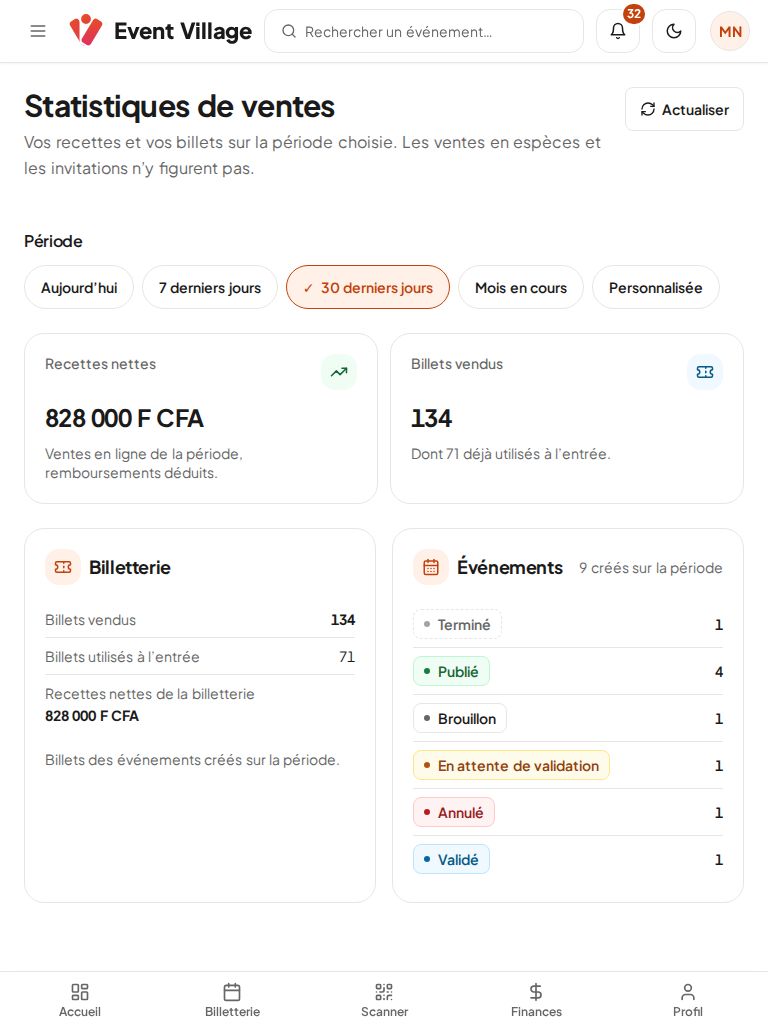 Event Village
Rechercher un événement...
32
MN
Statistiques de ventes
Actualiser
Vos recettes et vos billets sur la période choisie. Les ventes en espèces et
les invitations n'y figurent pas.
Période
Aujourd'hui
7 derniers jours
✓ 30 derniers jours
Mois en cours
Personnalisée
Recettes nettes
828 000 F CFA
Ventes en ligne de la période,
remboursements déduits.
Billets vendus
134
Dont 71 déjà utilisés à l'entrée.
Billetterie
Billets vendus 134
Billets utilisés à l'entrée 71
Recettes nettes de la billetterie
828 000 F CFA
Billets des événements créés sur la période.
Événements 9 créés sur la période
Terminé 1
Publié 4
Brouillon 1
En attente de validation 1
Annulé 1
Validé 1
Accueil
Billetterie
Scanner
Finances
Profil